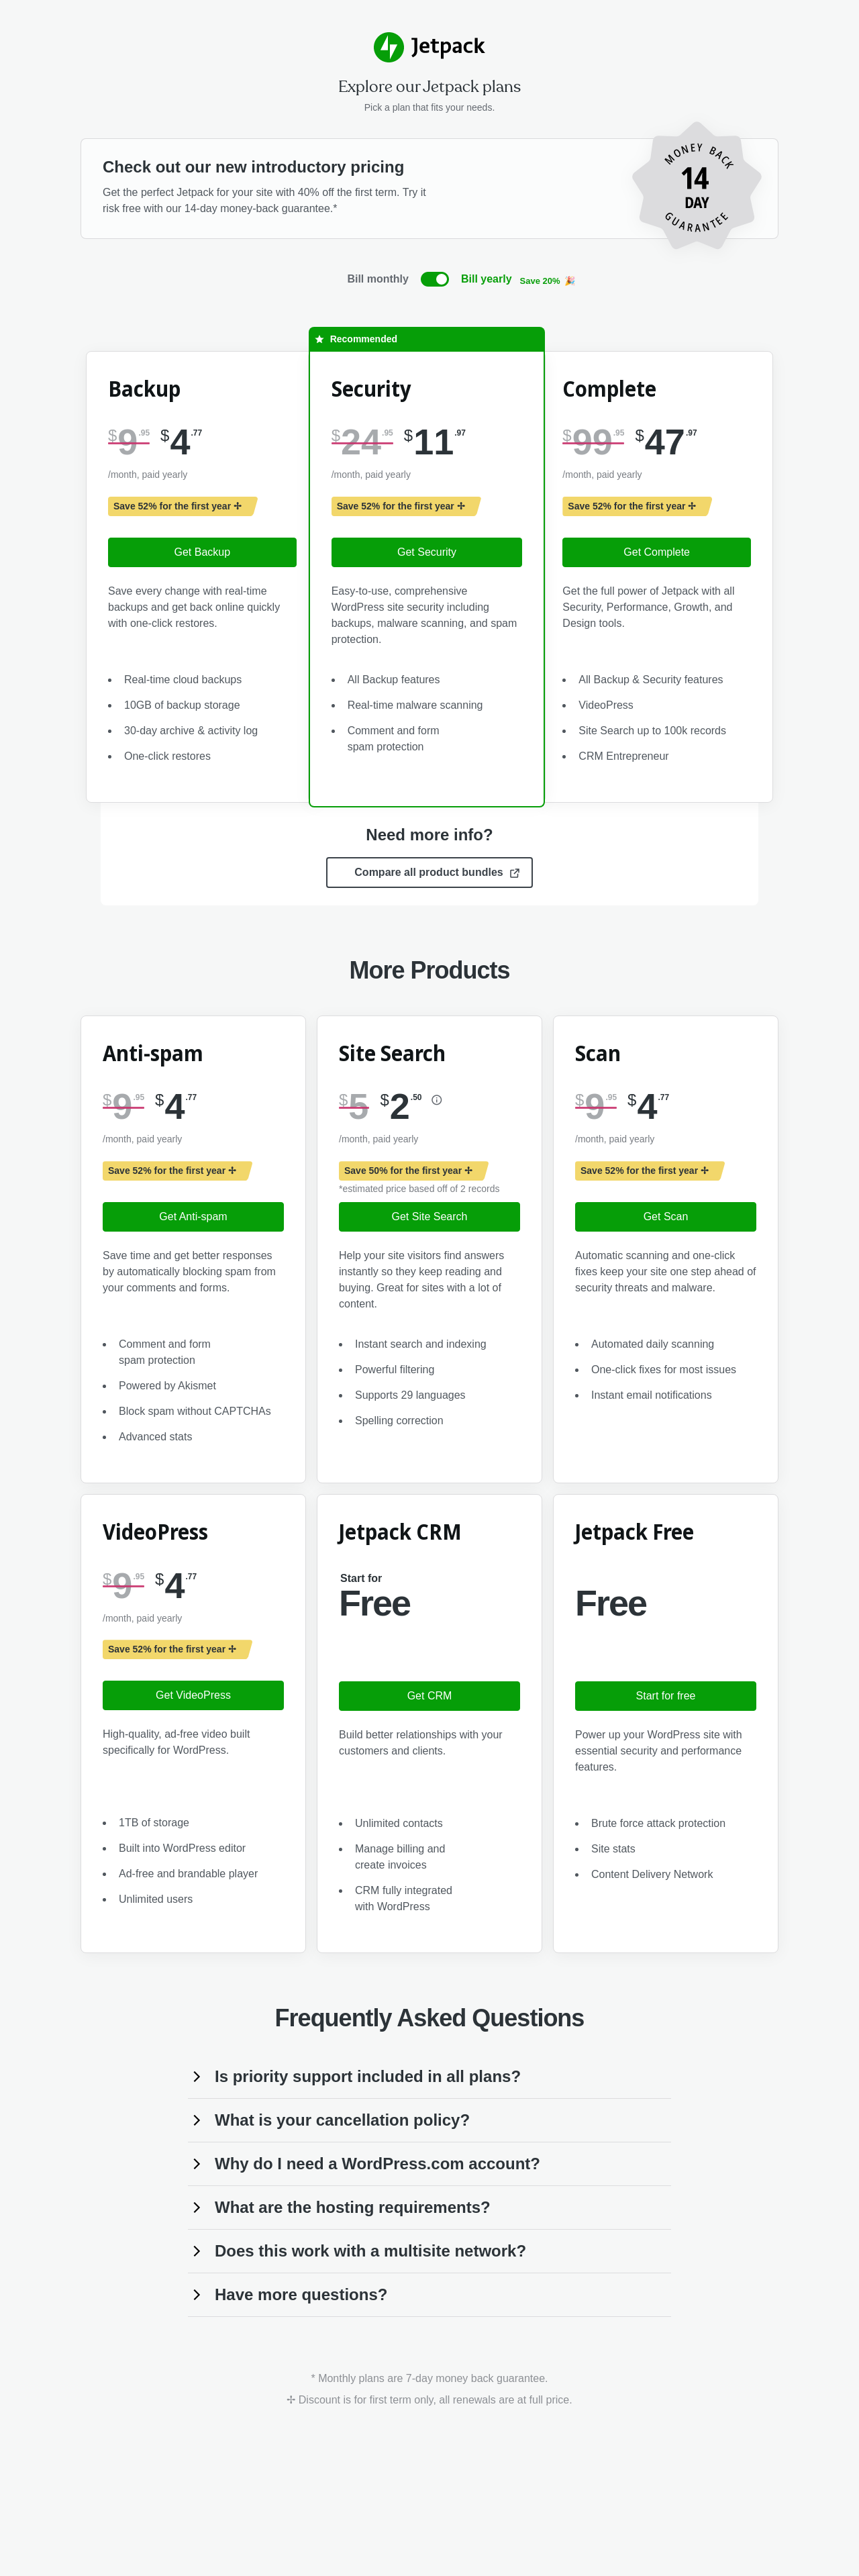 Jetpack
Explore our Jetpack plans
Pick a plan that fits your needs.
Check out our new introductory pricing
Get the perfect Jetpack for your site with 40% off the first term. Try it
risk free with our 14-day money-back guarantee.*
MONEY BACK
14
DAY
GUARANTEE
Bill monthly Bill yearly Save 20% 🎉
Recommended
Backup
$9.95 $4.77
/month, paid yearly
Save 52% for the first year ✢
Get Backup
Save every change with real-time
backups and get back online quickly
with one-click restores.
• Real-time cloud backups
• 10GB of backup storage
• 30-day archive & activity log
• One-click restores
Security
$24.95 $11.97
/month, paid yearly
Save 52% for the first year ✢
Get Security
Easy-to-use, comprehensive
WordPress site security including
backups, malware scanning, and spam
protection.
• All Backup features
• Real-time malware scanning
• Comment and form
spam protection
Complete
$99.95 $47.97
/month, paid yearly
Save 52% for the first year ✢
Get Complete
Get the full power of Jetpack with all
Security, Performance, Growth, and
Design tools.
• All Backup & Security features
• VideoPress
• Site Search up to 100k records
• CRM Entrepreneur
Need more info?
Compare all product bundles
More Products
Anti-spam
$9.95 $4.77
/month, paid yearly
Save 52% for the first year ✢
Get Anti-spam
Save time and get better responses
by automatically blocking spam from
your comments and forms.
• Comment and form
spam protection
• Powered by Akismet
• Block spam without CAPTCHAs
• Advanced stats
Site Search
$5 $2.50
/month, paid yearly
Save 50% for the first year ✢
*estimated price based off of 2 records
Get Site Search
Help your site visitors find answers
instantly so they keep reading and
buying. Great for sites with a lot of
content.
• Instant search and indexing
• Powerful filtering
• Supports 29 languages
• Spelling correction
Scan
$9.95 $4.77
/month, paid yearly
Save 52% for the first year ✢
Get Scan
Automatic scanning and one-click
fixes keep your site one step ahead of
security threats and malware.
• Automated daily scanning
• One-click fixes for most issues
• Instant email notifications
VideoPress
$9.95 $4.77
/month, paid yearly
Save 52% for the first year ✢
Get VideoPress
High-quality, ad-free video built
specifically for WordPress.
• 1TB of storage
• Built into WordPress editor
• Ad-free and brandable player
• Unlimited users
Jetpack CRM
Start for
Free
Get CRM
Build better relationships with your
customers and clients.
• Unlimited contacts
• Manage billing and
create invoices
• CRM fully integrated
with WordPress
Jetpack Free
Free
Start for free
Power up your WordPress site with
essential security and performance
features.
• Brute force attack protection
• Site stats
• Content Delivery Network
Frequently Asked Questions
Is priority support included in all plans?
What is your cancellation policy?
Why do I need a WordPress.com account?
What are the hosting requirements?
Does this work with a multisite network?
Have more questions?
* Monthly plans are 7-day money back guarantee.
✢ Discount is for first term only, all renewals are at full price.